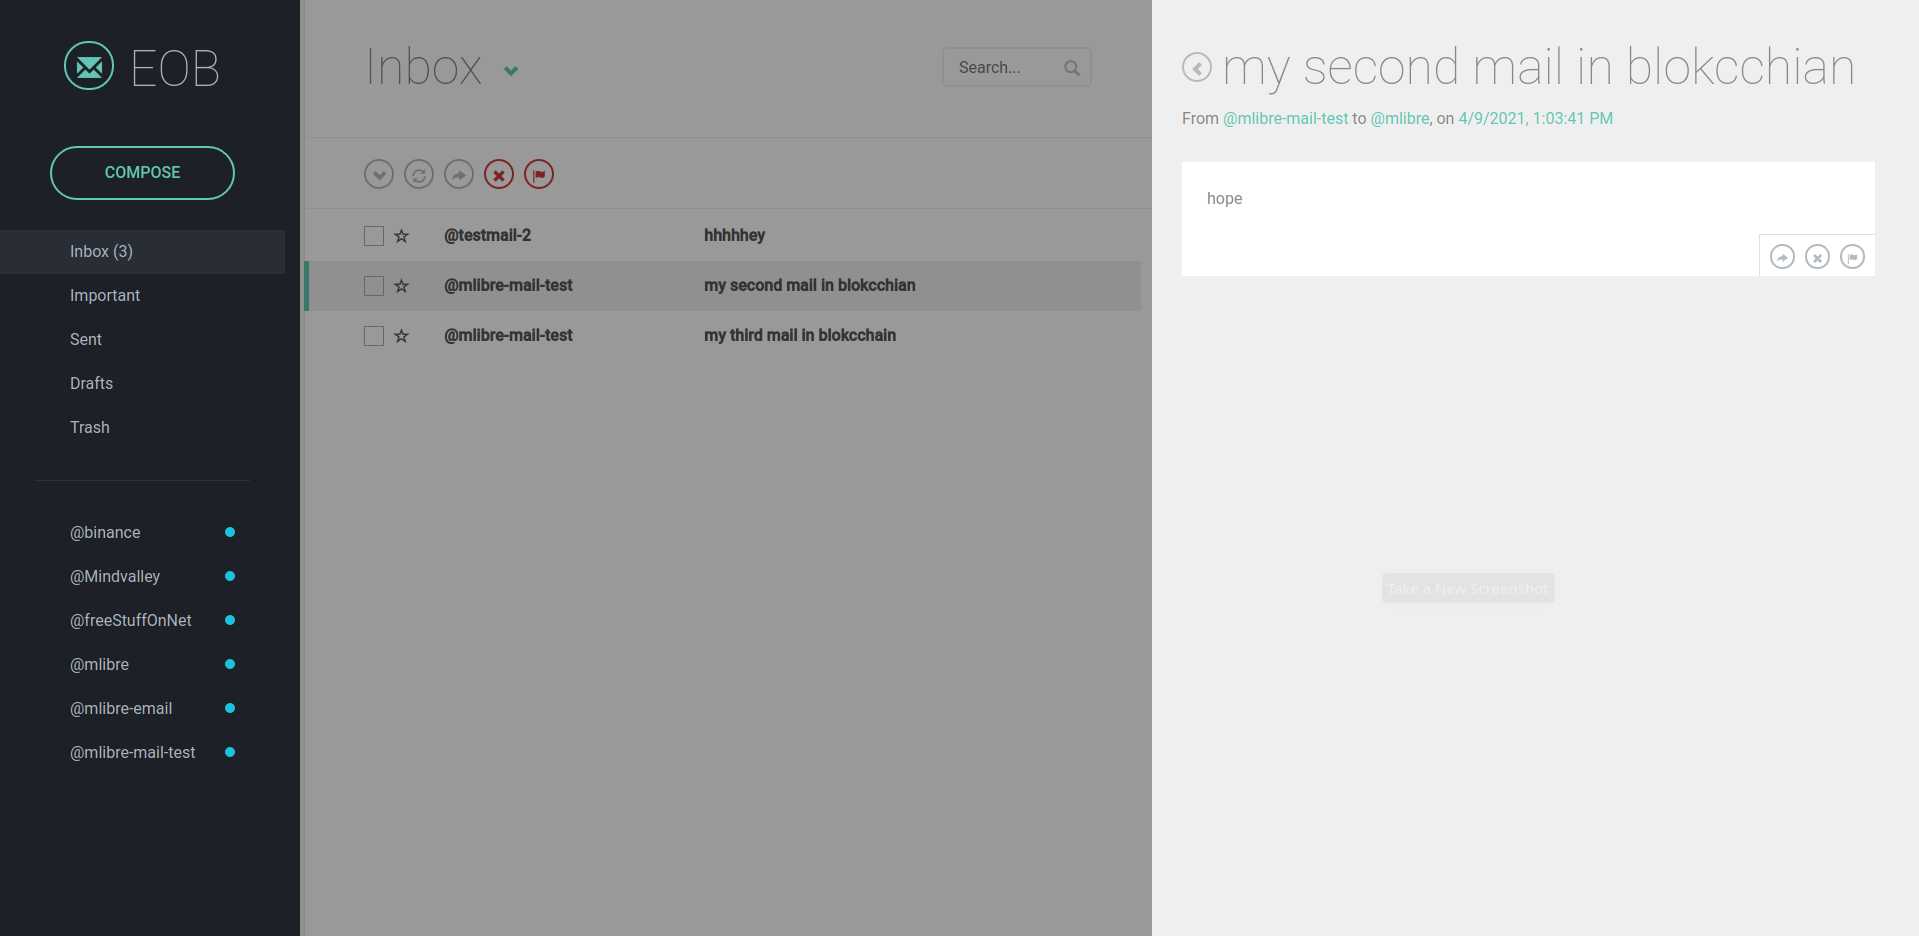 EOB
COMPOSE
Inbox (3)
Important
Sent
Drafts
Trash
@binance
@Mindvalley
@freeStuffOnNet
@mlibre
@mlibre-email
@mlibre-mail-test
Inbox
Search...
@testmail-2 hhhhhey
@mlibre-mail-test my second mail in blokcchian
@mlibre-mail-test my third mail in blokcchain
my second mail in blokcchian
From @mlibre-mail-test to @mlibre, on 4/9/2021, 1:03:41 PM
hope
Take a New Screenshot